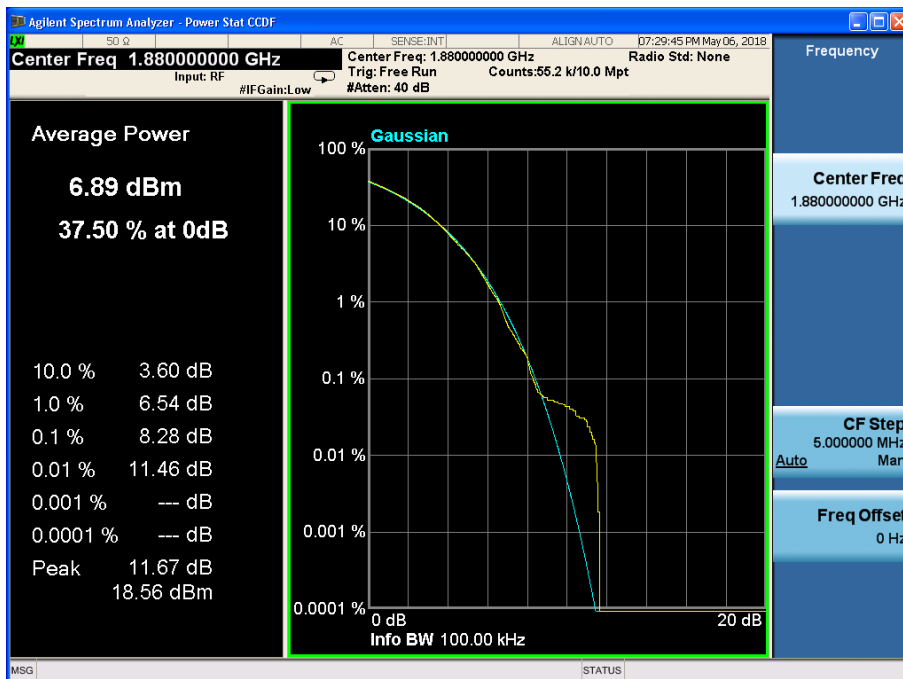 Agilent Spectrum Analyzer - Power Stat CCDF
LXI 50 Ω AC SENSE:INT ALIGN AUTO 07:29:45 PM May 06, 2018
Center Freq 1.880000000 GHz
Input: RF
#IFGain:Low
Center Freq: 1.880000000 GHz Radio Std: None
Trig: Free Run Counts:55.2 k/10.0 Mpt
#Atten: 40 dB
Average Power
6.89 dBm
37.50 % at 0dB
10.0 % 3.60 dB
1.0 % 6.54 dB
0.1 % 8.28 dB
0.01 % 11.46 dB
0.001 % --- dB
0.0001 % --- dB
Peak 11.67 dB
18.56 dBm
Gaussian
100 %
10 %
1 %
0.1 %
0.01 %
0.001 %
0.0001 %
0 dB 20 dB
Info BW 100.00 kHz
Frequency
Center Freq
1.880000000 GHz
CF Step
5.000000 MHz
Auto Man
Freq Offset
0 Hz
MSG STATUS